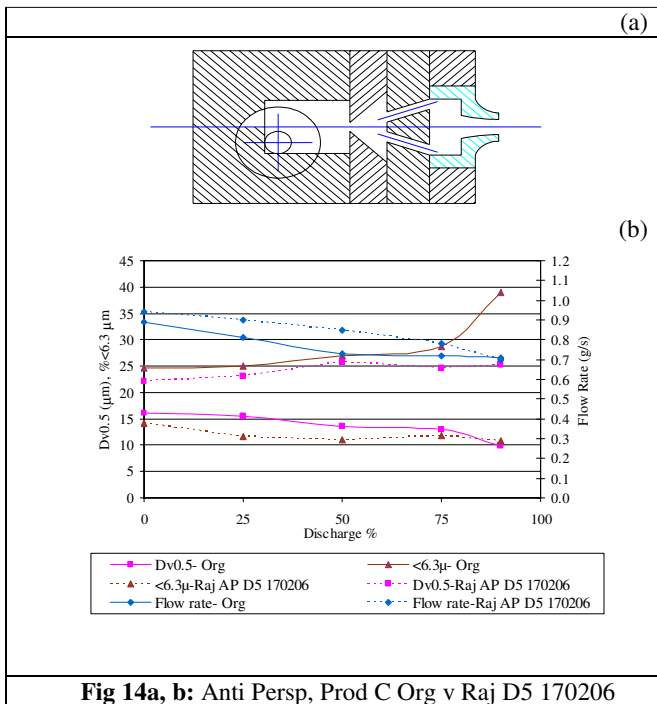 (a)
(b)
45
40
35
30
25
20
15
10
5
0
Dv0.5 (µm), %<6.3 µm
1.2
1.1
1.0
0.9
0.8
0.7
0.6
0.5
0.4
0.3
0.2
0.1
0.0
Flow Rate (g/s)
0 25 50 75 100
Discharge %
Dv0.5- Org <6.3µ- Org
<6.3µ-Raj AP D5 170206 Dv0.5-Raj AP D5 170206
Flow rate- Org Flow rate-Raj AP D5 170206
Fig 14a, b: Anti Persp, Prod C Org v Raj D5 170206